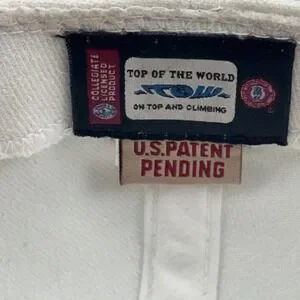 COLLEGIATE
LICENSED
PRODUCT
TOP OF THE WORLD
TOW
ON TOP AND CLIMBING
U.S. PATENT
PENDING